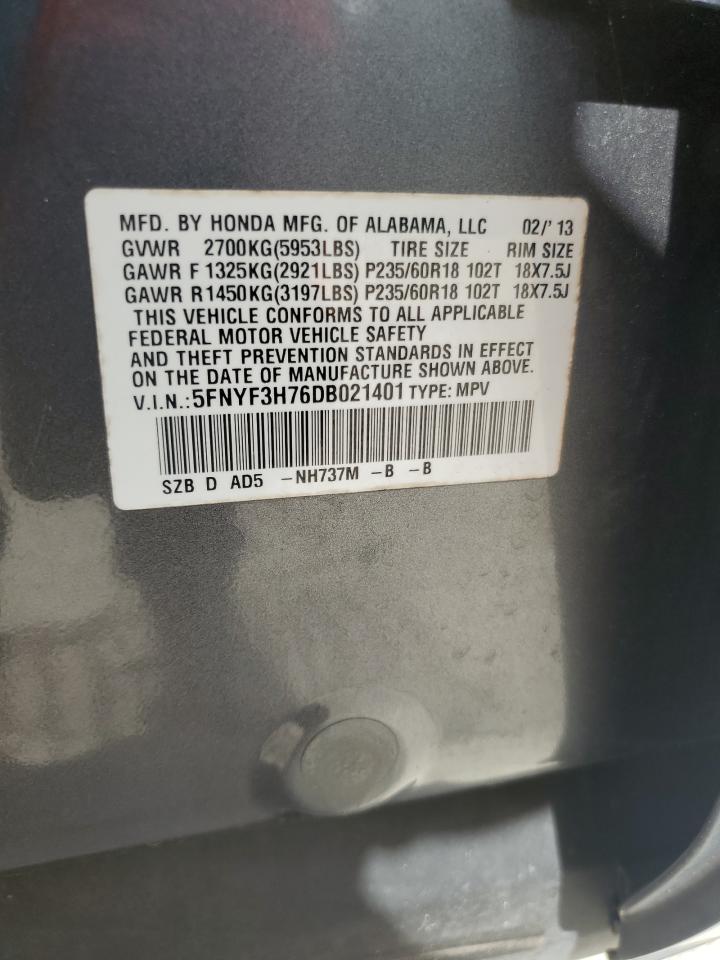 MFD. BY HONDA MFG. OF ALABAMA, LLC 02/'13
GVWR 2700KG(5953LBS) TIRE SIZE RIM SIZE
GAWR F 1325KG(2921LBS) P235/60R18 102T 18X7.5J
GAWR R1450KG(3197LBS) P235/60R18 102T 18X7.5J
THIS VEHICLE CONFORMS TO ALL APPLICABLE
FEDERAL MOTOR VEHICLE SAFETY
AND THEFT PREVENTION STANDARDS IN EFFECT
ON THE DATE OF MANUFACTURE SHOWN ABOVE.
V.I.N.:5FNYF3H76DB021401 TYPE: MPV
SZB D AD5 -NH737M -B -B